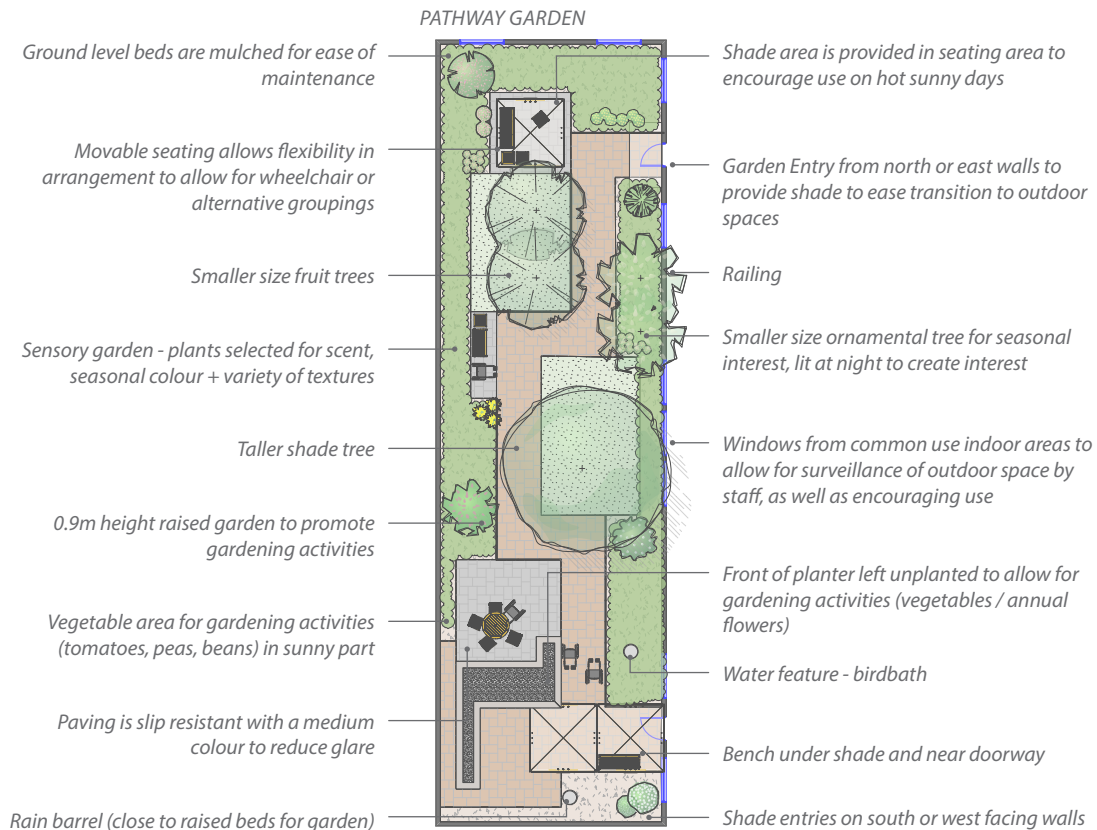 PATHWAY GARDEN
Ground level beds are mulched for ease of
maintenance
Movable seating allows flexibility in
arrangement to allow for wheelchair or
alternative groupings
Smaller size fruit trees
Sensory garden - plants selected for scent,
seasonal colour + variety of textures
Taller shade tree
0.9m height raised garden to promote
gardening activities
Vegetable area for gardening activities
(tomatoes, peas, beans) in sunny part
Paving is slip resistant with a medium
colour to reduce glare
Rain barrel (close to raised beds for garden)
Shade area is provided in seating area to
encourage use on hot sunny days
Garden Entry from north or east walls to
provide shade to ease transition to outdoor
spaces
Railing
Smaller size ornamental tree for seasonal
interest, lit at night to create interest
Windows from common use indoor areas to
allow for surveillance of outdoor space by
staff, as well as encouraging use
Front of planter left unplanted to allow for
gardening activities (vegetables / annual
flowers)
Water feature - birdbath
Bench under shade and near doorway
Shade entries on south or west facing walls